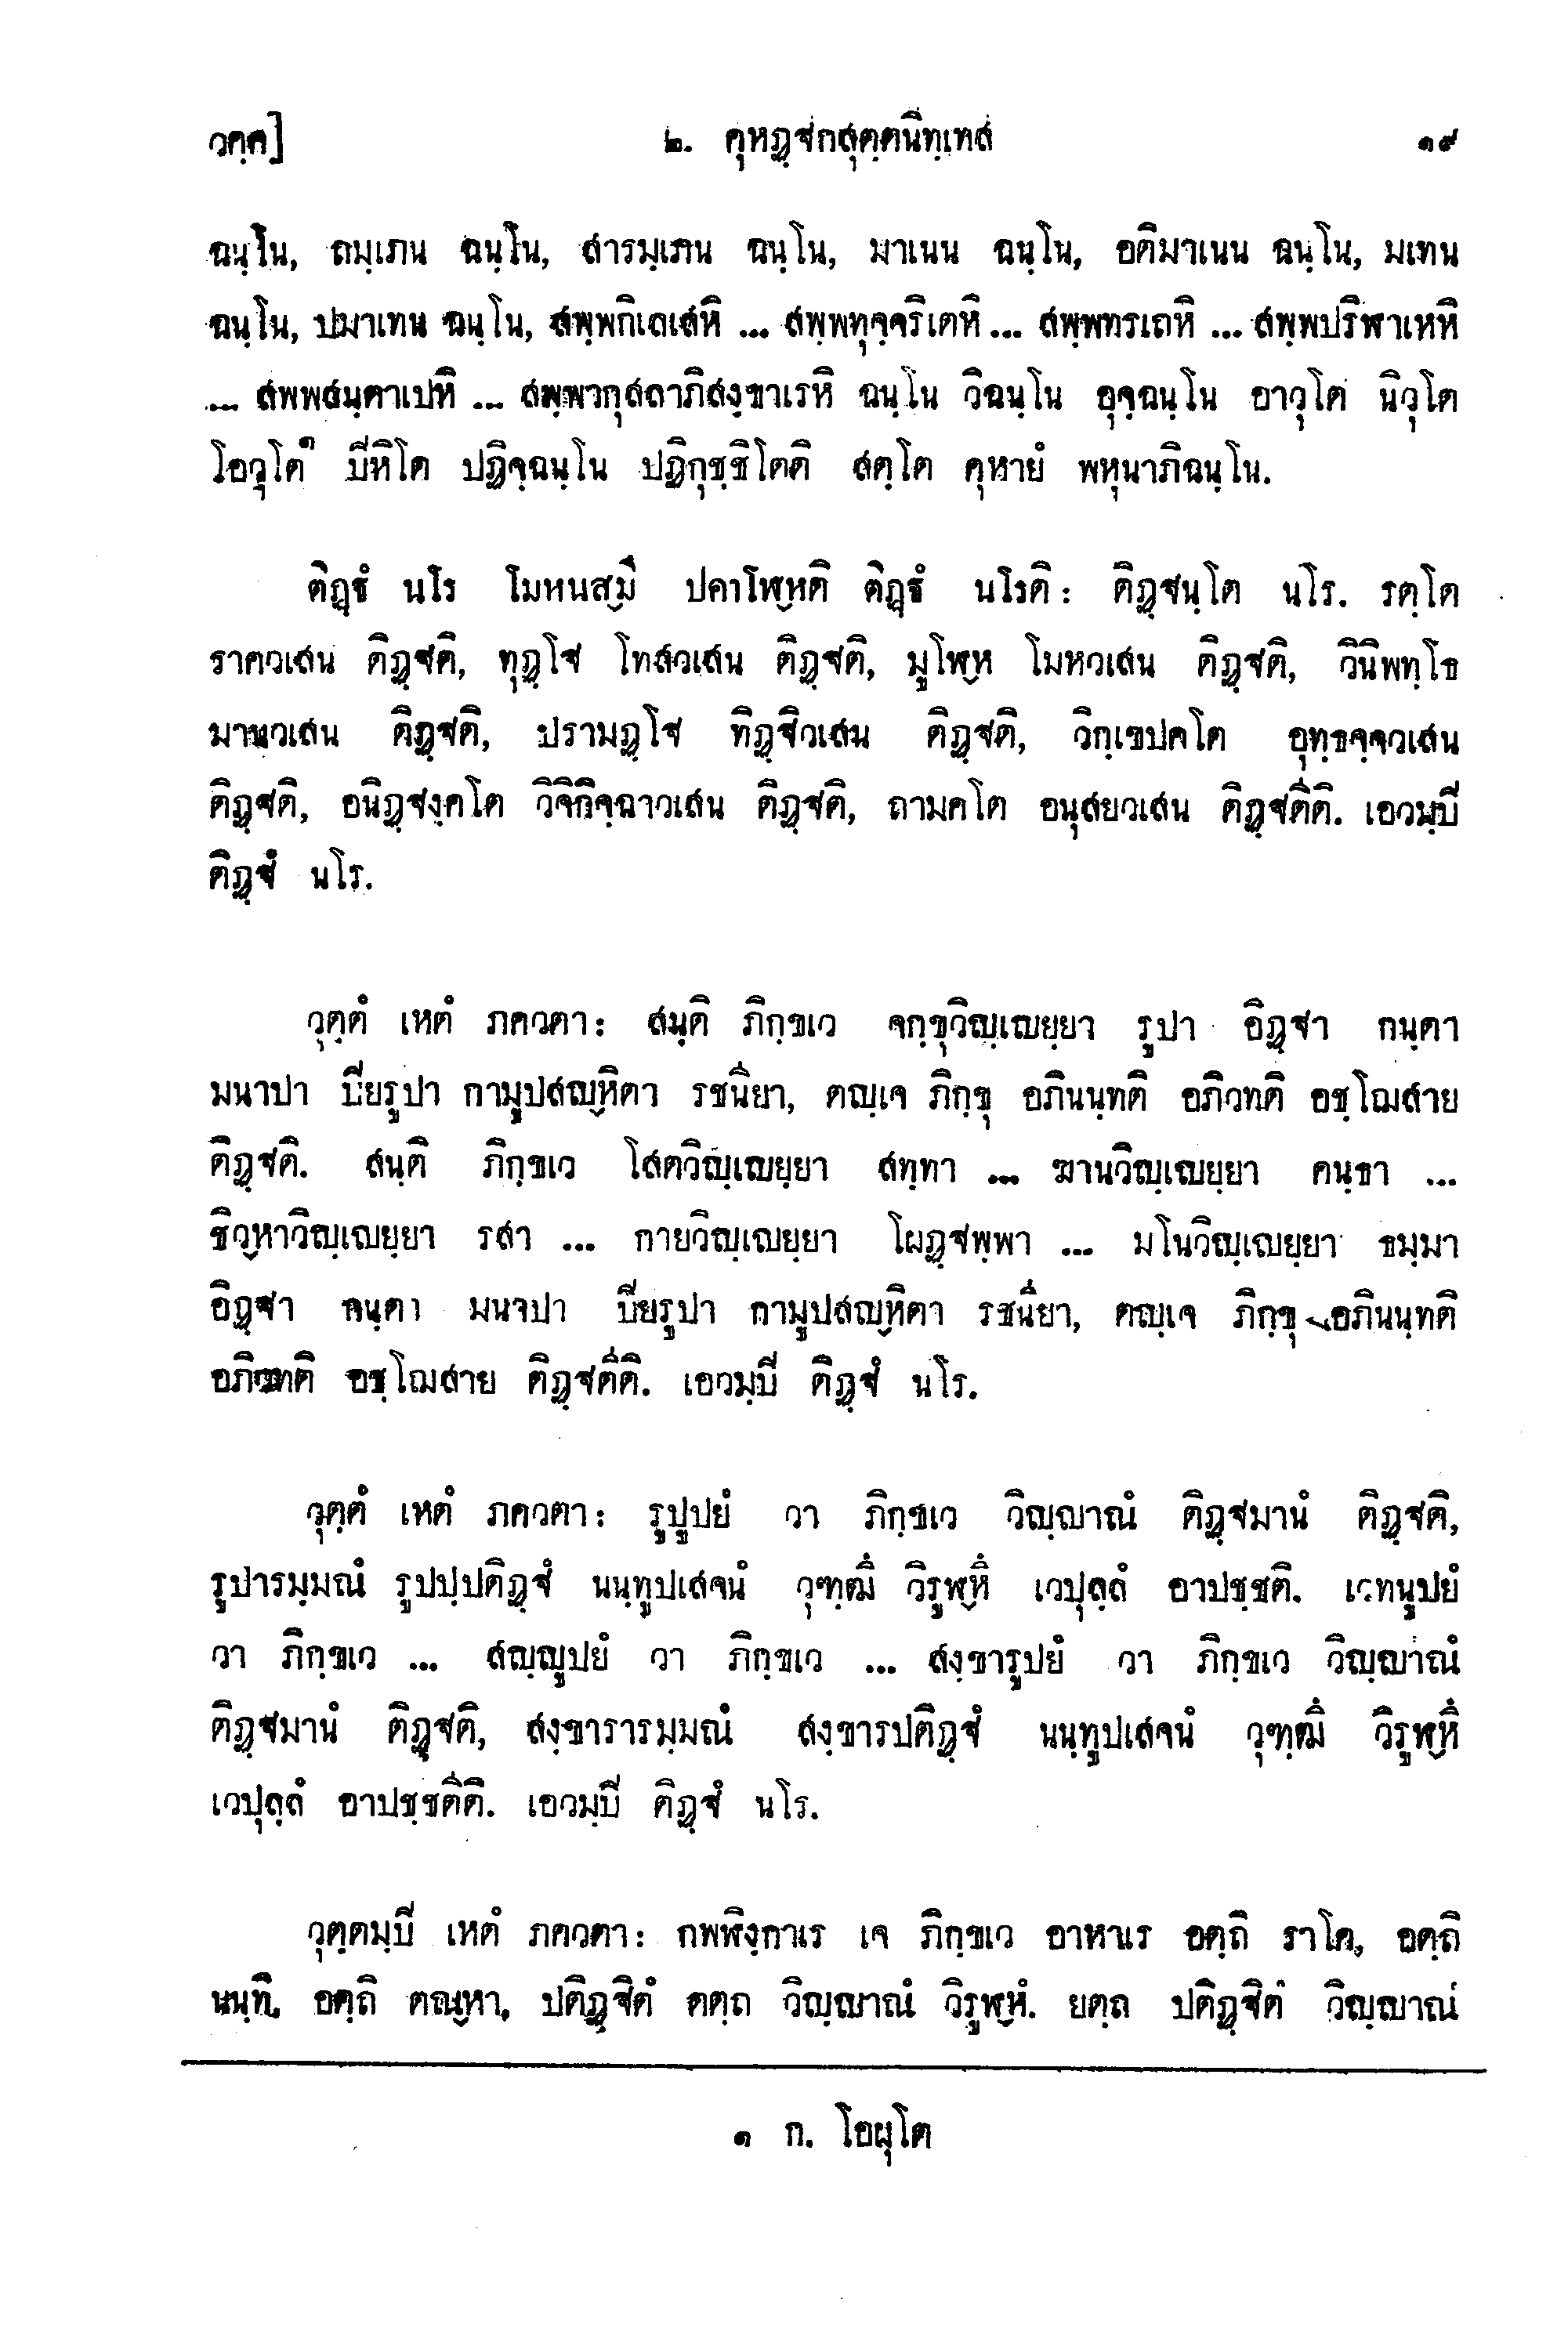 วคฺค]	๒. คุหฏฺฐกสุตฺตนิทฺเทส	๑๙
ฉนฺโน, ถมฺเภน ฉนฺโน, สารมฺเภน ฉนฺโน, มาเนน ฉนฺโน, อติมาเนน ฉนฺโน, มเทน
ฉนฺโน, ปมาเทน ฉนฺโน, สพฺพกิเลเสหิ ... สพฺพทุจฺจริเตหิ ... สพฺพทรเถหิ ... สพฺพปริฬาเหหิ
... สพพสนฺตาเปหิ ... สพฺพากุสลาภิสงฺขาเรหิ ฉนฺโน วิฉนฺโน อุจฺฉนฺโน อาวุโต นิวุโต
โอวุโต๑ ปิหิโต ปฏิจฺฉนฺโน ปฏิกุชฺชิโตติ สตฺโต คุหายํ พหุนาภิฉนฺโน.
ติฏฺฐํ นโร โมหนสฺมึ ปคาโฬฺหติ ติฏฺฐํ นโรติ: ติฏฺฐนฺโต นโร. รตฺโต
ราควเสน ติฏฺฐติ, ทุฏฺโฐ โทสวเสน ติฏฺฐติ, มูโฬฺห โมหวเสน ติฏฺฐติ, วินิพทฺโธ
มานวเสน ติฏฺฐติ, ปรามฏฺโฐ ทิฏฺฐิวเสน ติฏฺฐติ, วิกฺเขปคโต อุทฺธจฺจวเสน
ติฏฺฐติ, อนิฏฺฐงฺคโต วิจิกิจฺฉาวเสน ติฏฺฐติ, ถามคโต อนุสยวเสน ติฏฺฐตีติ. เอวมฺปิ
ติฏฺฐํ นโร.
วุตฺตํ เหตํ ภควตา: สนฺติ ภิกฺขเว จกฺขุวิญฺเญยฺยา รูปา อิฏฺฐา กนฺตา
มนาปา ปิยรูปา กามูปสญฺหิตา รชนียา, ตญฺเจ ภิกฺขุ อภินนฺทติ อภิวทติ อชฺโฌสาย
ติฏฺฐติ. สนฺติ ภิกฺขเว โสตวิญฺเญยฺยา สทฺทา ... ฆานวิญฺเญยฺยา คนฺธา ...
ชิวฺหาวิญฺเญยฺยา รสา ... กายวิญฺเญยฺยา โผฏฺฐพฺพา ... มโนวิญฺเญยฺยา ธมฺมา
อิฏฺฐา กนฺตา มนาปา ปิยรูปา กามูปสญฺหิตา รชนียา, ตญฺเจ ภิกฺขุ อภินนฺทติ
อภิวทติ อชฺโฌสาย ติฏฺฐตีติ. เอวมฺปิ ติฏฺฐํ นโร.
วุตฺตํ เหตํ ภควตา: รูปูปยํ วา ภิกฺขเว วิญฺญาณํ ติฏฺฐมานํ ติฏฺฐติ,
รูปารมฺมณํ รูปปฺปติฏฺฐํ นนฺทูปเสจนํ วุฑฺฒึ วิรูฬฺหึ เวปุลฺลํ อาปชฺชติ. เวทนูปยํ
วา ภิกฺขเว ... สญฺญูปยํ วา ภิกฺขเว ... สงฺขารูปยํ วา ภิกฺขเว วิญฺญาณํ
ติฏฺฐมานํ ติฏฺฐติ, สงฺขารารมฺมณํ สงฺขารปติฏฺฐํ นนฺทูปเสจนํ วุฑฺฒึ วิรูฬฺหึ
เวปุลฺลํ อาปชฺชตีติ. เอวมฺปิ ติฏฺฐํ นโร.
วุตฺตมฺปิ เหตํ ภควตา: กพฬิงฺกาเร เจ ภิกฺขเว อาหาเร อตฺถิ ราโค, อตฺถิ
นนฺทิ, อตฺถิ ตณฺหา, ปติฏฺฐิตํ ตตฺถ วิญฺญาณํ วิรูฬฺหํ. ยตฺถ ปติฏฺฐิตํ วิญฺญาณํ
๑ ก. โอผุโต